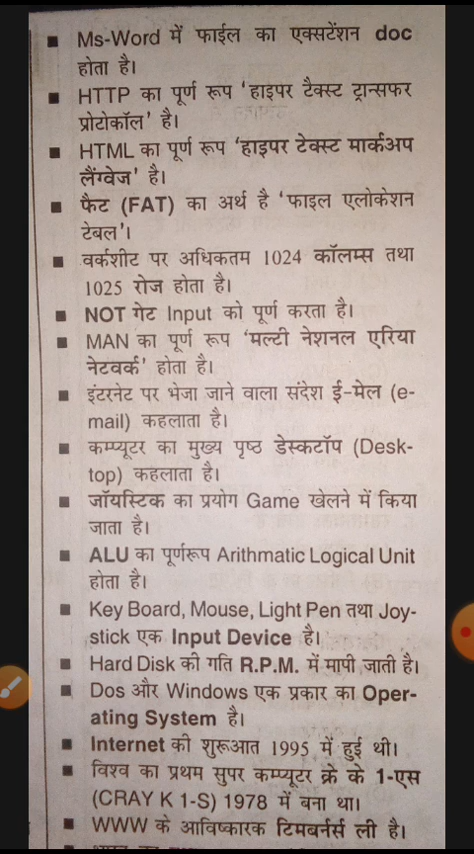 ▪ Ms-Word में फाईल का एक्सटेंशन doc
होता है।
▪ HTTP का पूर्ण रूप ‘हाइपर टैक्स्ट ट्रान्सफर
प्रोटोकॉल’ है।
▪ HTML का पूर्ण रूप ‘हाइपर टेक्स्ट मार्कअप
लैंग्वेज’ है।
▪ फैट (FAT) का अर्थ है ‘फाइल एलोकेशन
टेबल’।
▪ वर्कशीट पर अधिकतम 1024 कॉलम्स तथा
1025 रोज होता है।
▪ NOT गेट Input को पूर्ण करता है।
▪ MAN का पूर्ण रूप ‘मल्टी नेशनल एरिया
नेटवर्क’ होता है।
▪ इंटरनेट पर भेजा जाने वाला संदेश ई-मेल (e-
mail) कहलाता है।
▪ कम्प्यूटर का मुख्य पृष्ठ डेस्कटॉप (Desk-
top) कहलाता है।
▪ जॉयस्टिक का प्रयोग Game खेलने में किया
जाता है।
▪ ALU का पूर्णरूप Arithmatic Logical Unit
होता है।
▪ Key Board, Mouse, Light Pen तथा Joy-
stick एक Input Device है।
▪ Hard Disk की गति R.P.M. में मापी जाती है।
▪ Dos और Windows एक प्रकार का Oper-
ating System है।
▪ Internet की शुरूआत 1995 में हुई थी।
▪ विश्व का प्रथम सुपर कम्प्यूटर क्रे के 1-एस
(CRAY K 1-S) 1978 में बना था।
▪ WWW के आविष्कारक टिमबर्नर्स ली है।